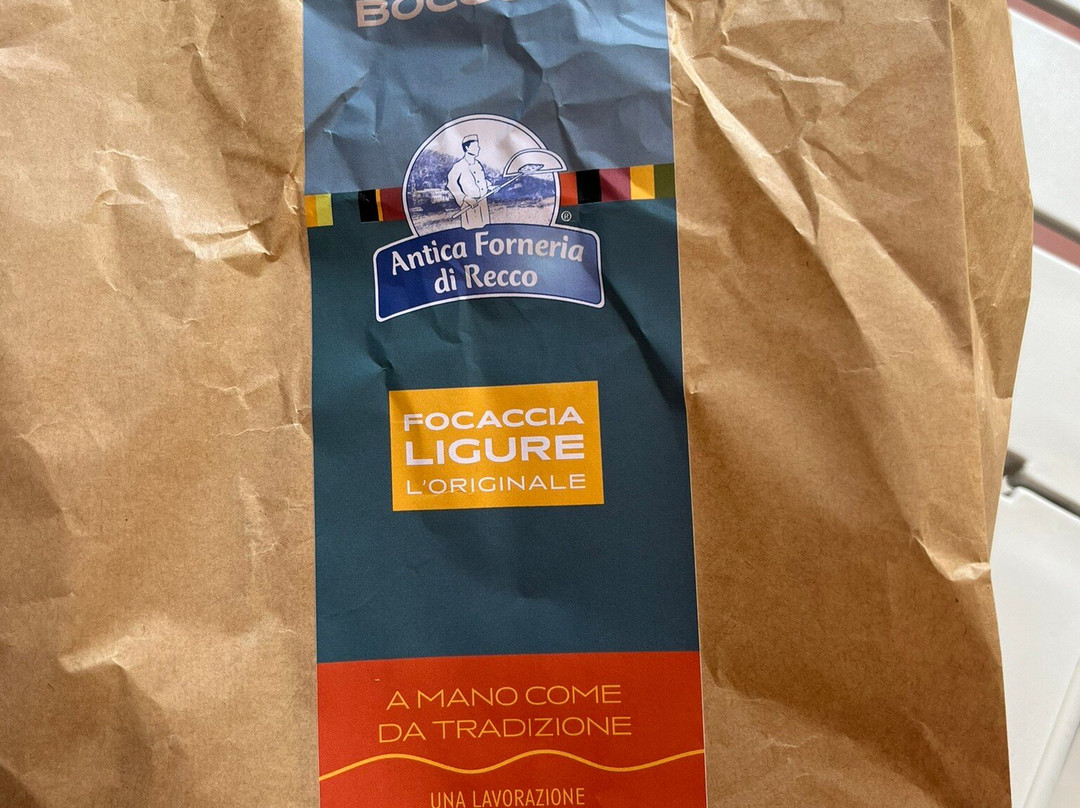 Antica Forneria
di Recco
®
FOCACCIA
LIGURE
L'ORIGINALE
A MANO COME
DA TRADIZIONE
UNA LAVORAZIONE